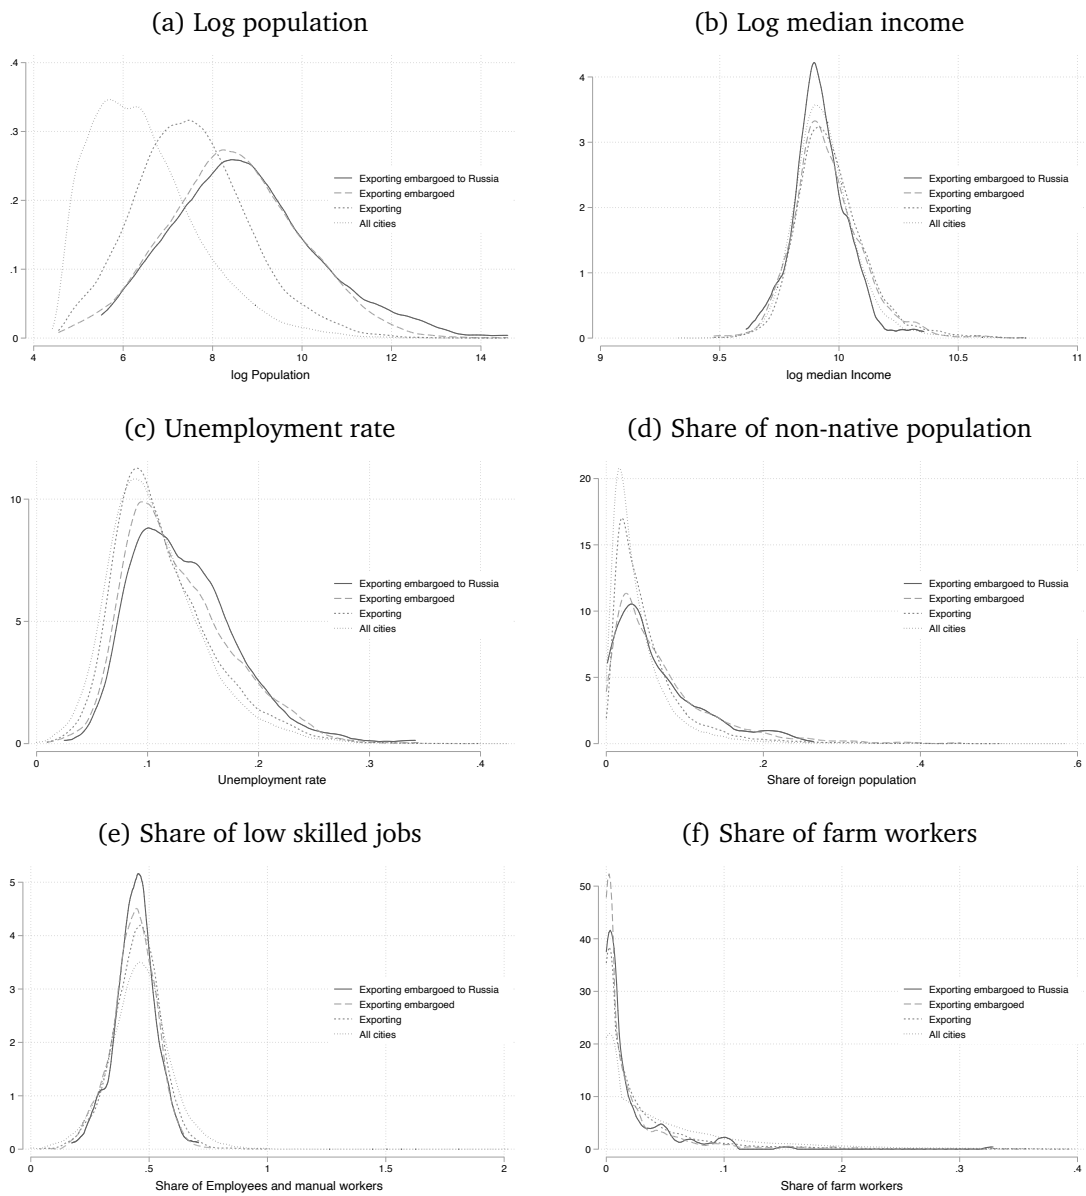 (a) Log population
.4
.3
.2
.1
0
4 6 8 10 12 14
log Population
Exporting embargoed to Russia
Exporting embargoed
Exporting
All cities
(b) Log median income
4
3
2
1
0
9 9.5 10 10.5 11
log median Income
Exporting embargoed to Russia
Exporting embargoed
Exporting
All cities
(c) Unemployment rate
10
5
0
0 .1 .2 .3 .4
Unemployment rate
Exporting embargoed to Russia
Exporting embargoed
Exporting
All cities
(d) Share of non-native population
20
15
10
5
0
0 .2 .4 .6
Share of foreign population
Exporting embargoed to Russia
Exporting embargoed
Exporting
All cities
(e) Share of low skilled jobs
5
4
3
2
1
0
0 .5 1 1.5 2
Share of Employees and manual workers
Exporting embargoed to Russia
Exporting embargoed
Exporting
All cities
(f) Share of farm workers
50
40
30
20
10
0
0 .1 .2 .3 .4
Share of farm workers
Exporting embargoed to Russia
Exporting embargoed
Exporting
All cities